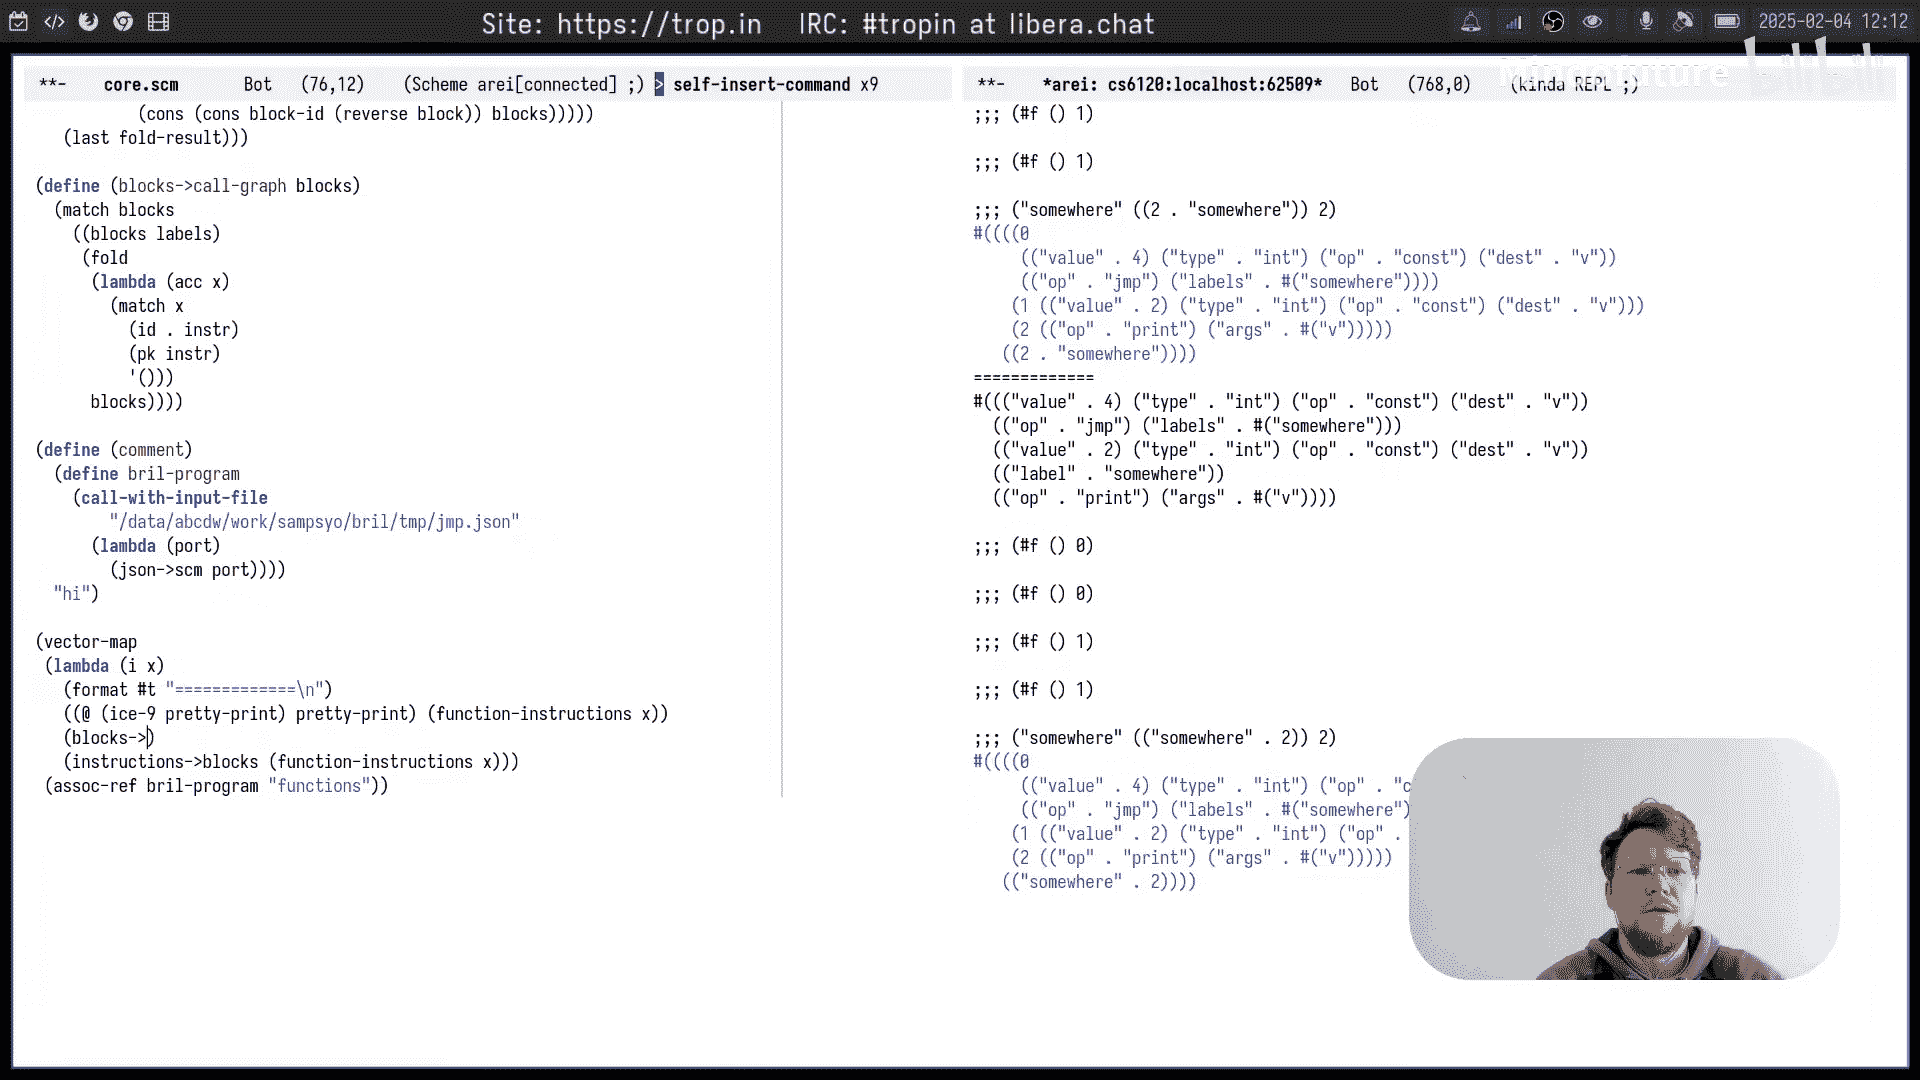 Site: https://trop.in IRC: #tropin at libera.chat
2025-02-04 12:12
**- core.scm Bot (76,12) (Scheme arei[connected] ;) > self-insert-command x9
(cons (cons block-id (reverse block)) blocks)))))
(last fold-result)))
(define (blocks->call-graph blocks)
(match blocks
((blocks labels)
(fold
(lambda (acc x)
(match x
(id . instr)
(pk instr)
'()))
blocks))))
(define (comment)
(define bril-program
(call-with-input-file
"/data/abcdw/work/sampsyo/bril/tmp/jmp.json"
(lambda (port)
(json->scm port))))
"hi")
(vector-map
(lambda (i x)
(format #t "=============\n")
((@ (ice-9 pretty-print) pretty-print) (function-instructions x))
(blocks->)
(instructions->blocks (function-instructions x)))
(assoc-ref bril-program "functions"))
**- *arei: cs6120:localhost:62509* Bot (768,0) (kinda REPL ;)
;;; (#f () 1)
;;; (#f () 1)
;;; ("somewhere" ((2 . "somewhere")) 2)
#((((0
(("value" . 4) ("type" . "int") ("op" . "const") ("dest" . "v"))
(("op" . "jmp") ("labels" . #("somewhere"))))
(1 (("value" . 2) ("type" . "int") ("op" . "const") ("dest" . "v")))
(2 (("op" . "print") ("args" . #("v")))))
((2 . "somewhere"))))
=============
#((("value" . 4) ("type" . "int") ("op" . "const") ("dest" . "v"))
(("op" . "jmp") ("labels" . #("somewhere")))
(("value" . 2) ("type" . "int") ("op" . "const") ("dest" . "v"))
(("label" . "somewhere"))
(("op" . "print") ("args" . #("v"))))
;;; (#f () 0)
;;; (#f () 0)
;;; (#f () 1)
;;; (#f () 1)
;;; ("somewhere" (("somewhere" . 2)) 2)
#((((0
(("value" . 4) ("type" . "int") ("op" . "c
(("op" . "jmp") ("labels" . #("somewhere")
(1 (("value" . 2) ("type" . "int") ("op" .
(2 (("op" . "print") ("args" . #("v")))))
(("somewhere" . 2))))